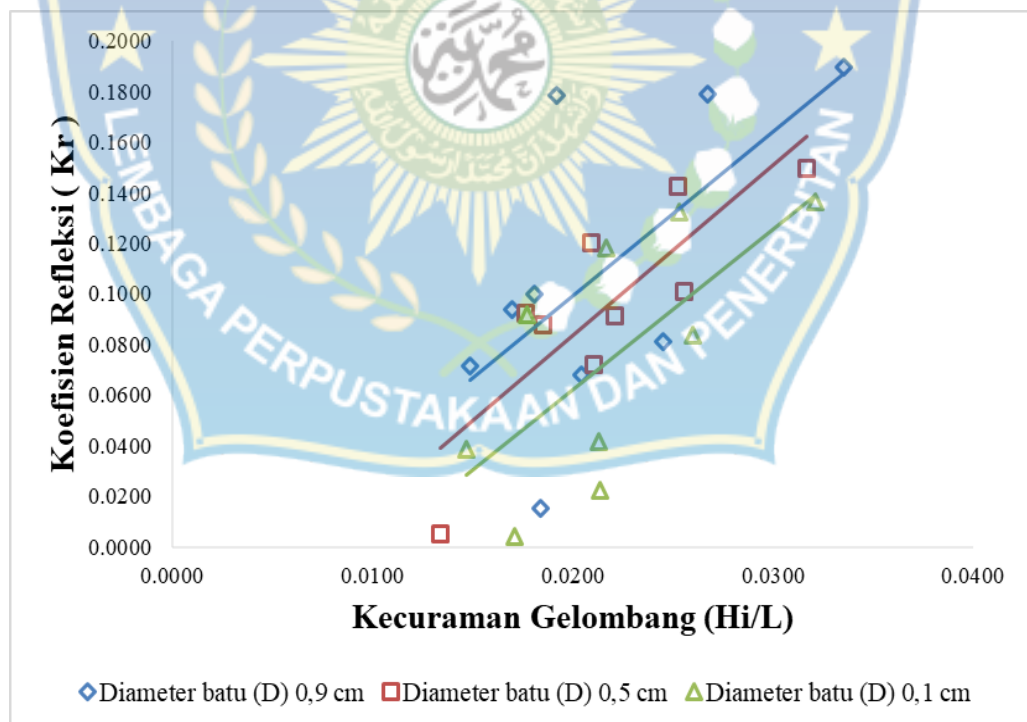 0.2000
0.1800
0.1600
0.1400
0.1200
0.1000
0.0800
0.0600
0.0400
0.0200
0.0000
Koefisien Refleksi ( Kr )
0.0000 0.0100 0.0200 0.0300 0.0400
Kecuraman Gelombang (Hi/L)
Diameter batu (D) 0,9 cm Diameter batu (D) 0,5 cm Diameter batu (D) 0,1 cm
LEMBAGA PERPUSTAKAAN DAN PENERBITAN